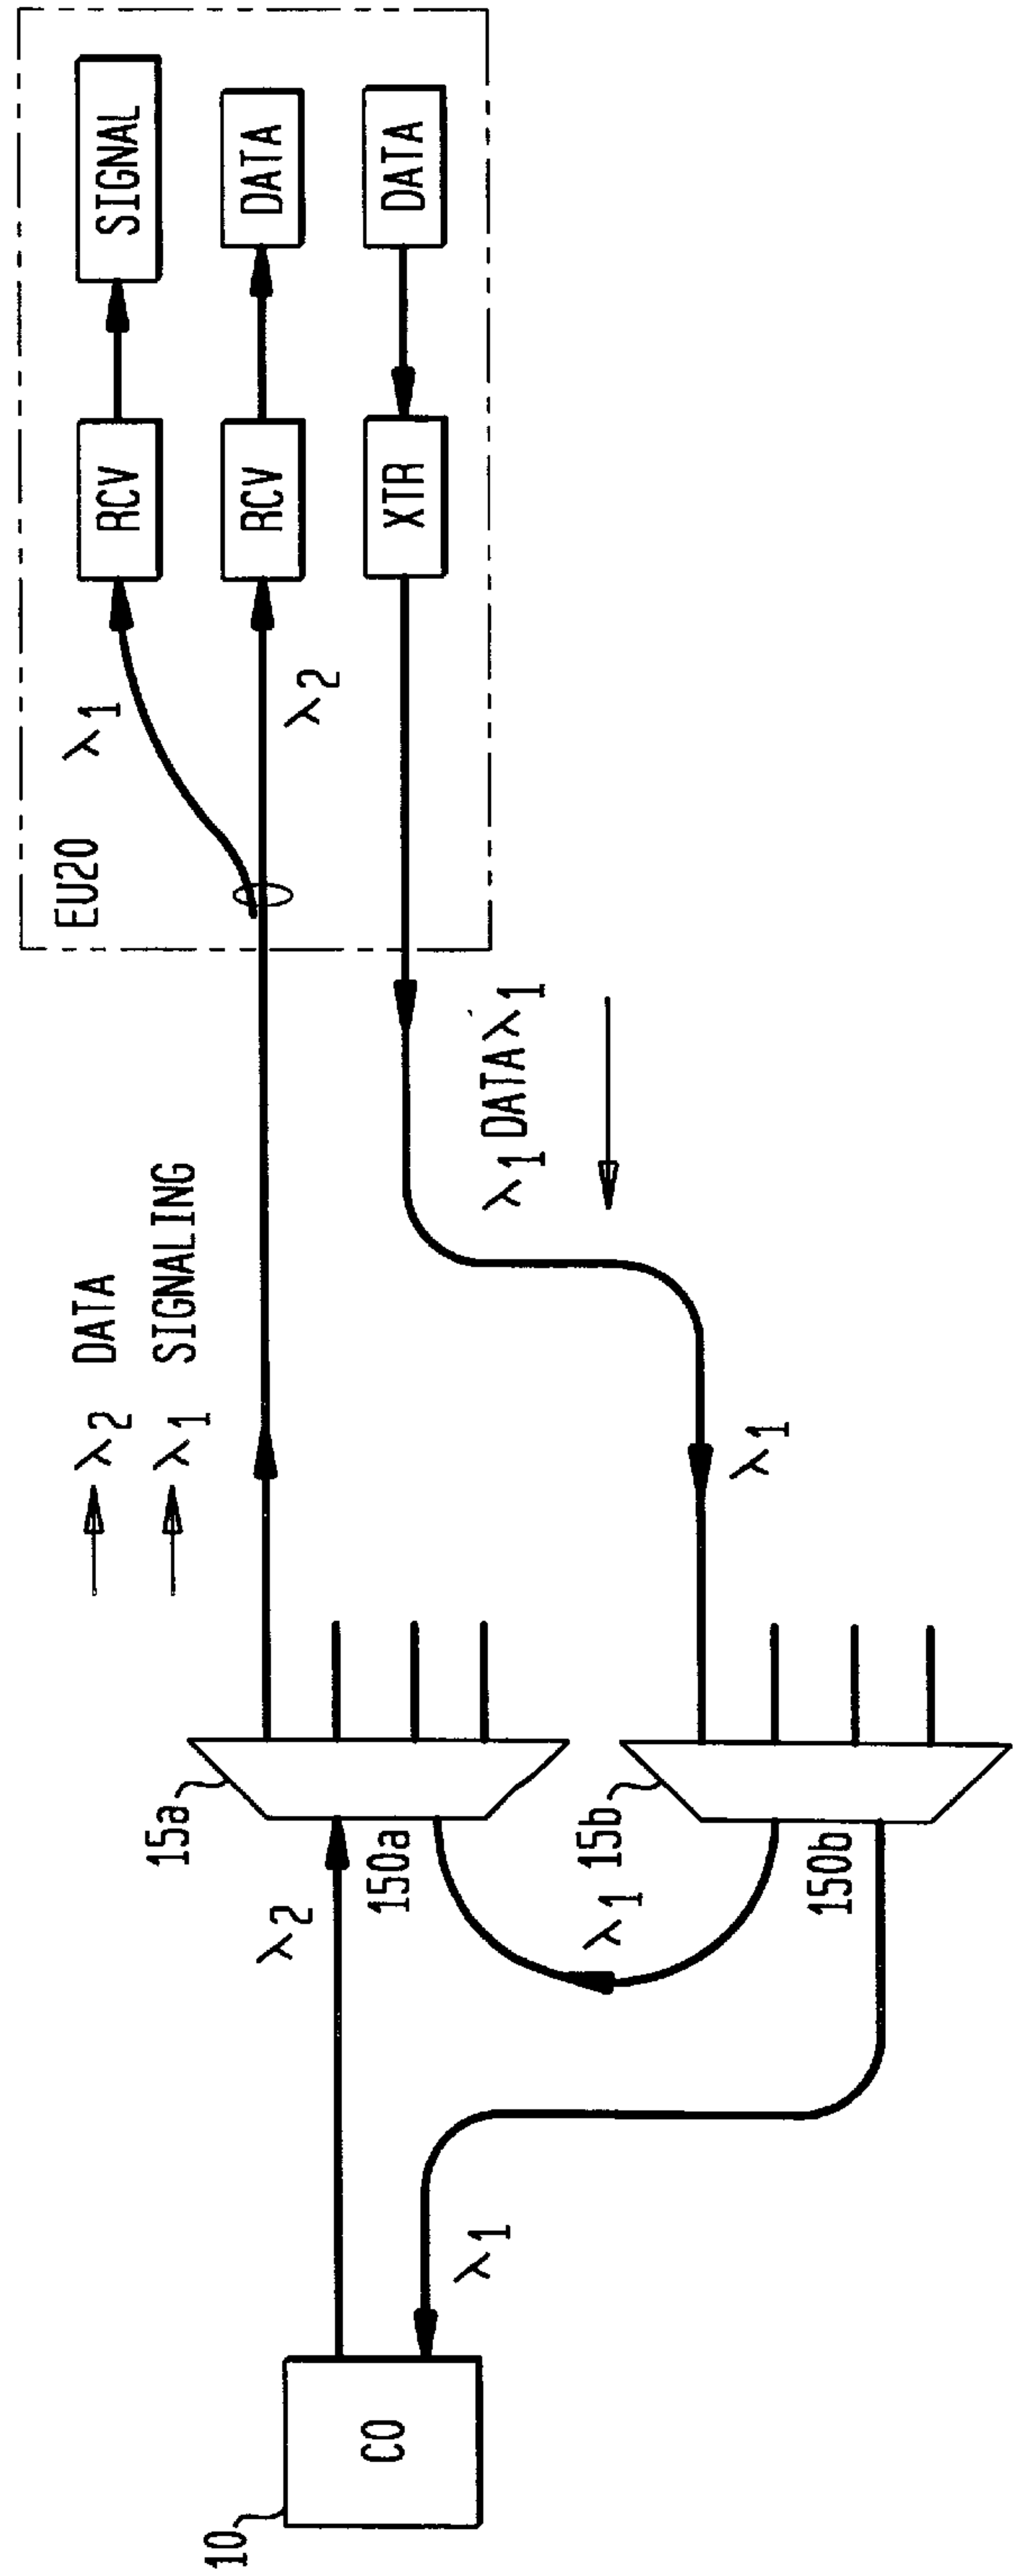 SIGNAL
DATA
DATA
RCV
RCV
XTR
EU20
λ1
λ2
λ2 DATA
λ1 SIGNALING
λ1 DATA λ1
λ1
15a
15b
150a
150b
λ2
λ1
λ1
CO
10